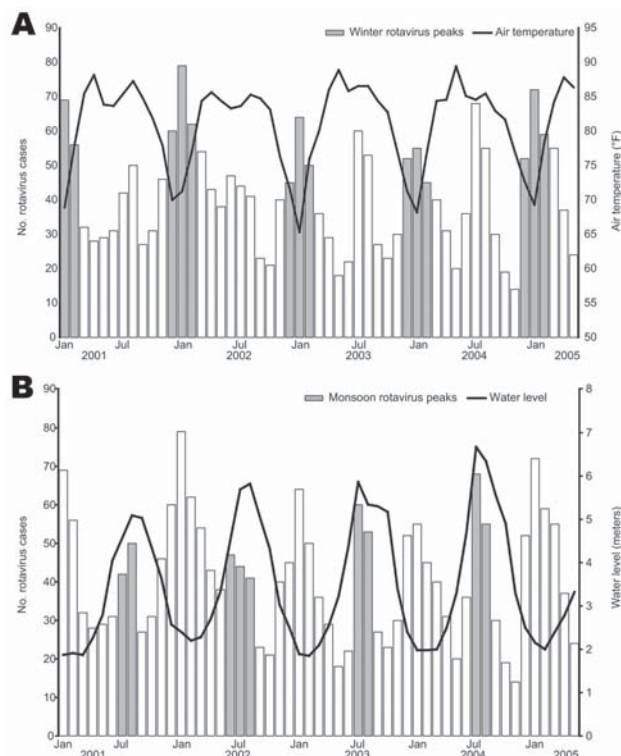 A
Winter rotavirus peaks
Air temperature
No. rotavirus cases
Air temperature (°F)
90
80
70
60
50
40
30
20
10
0
95
90
85
80
75
70
65
60
55
50
Jan Jul Jan Jul Jan Jul Jan Jul Jan
2001 2002 2003 2004 2005
B
Monsoon rotavirus peaks
Water level
No. rotavirus cases
Water level (meters)
90
80
70
60
50
40
30
20
10
0
8
7
6
5
4
3
2
1
0
Jan Jul Jan Jul Jan Jul Jan Jul Jan
2001 2002 2003 2004 2005